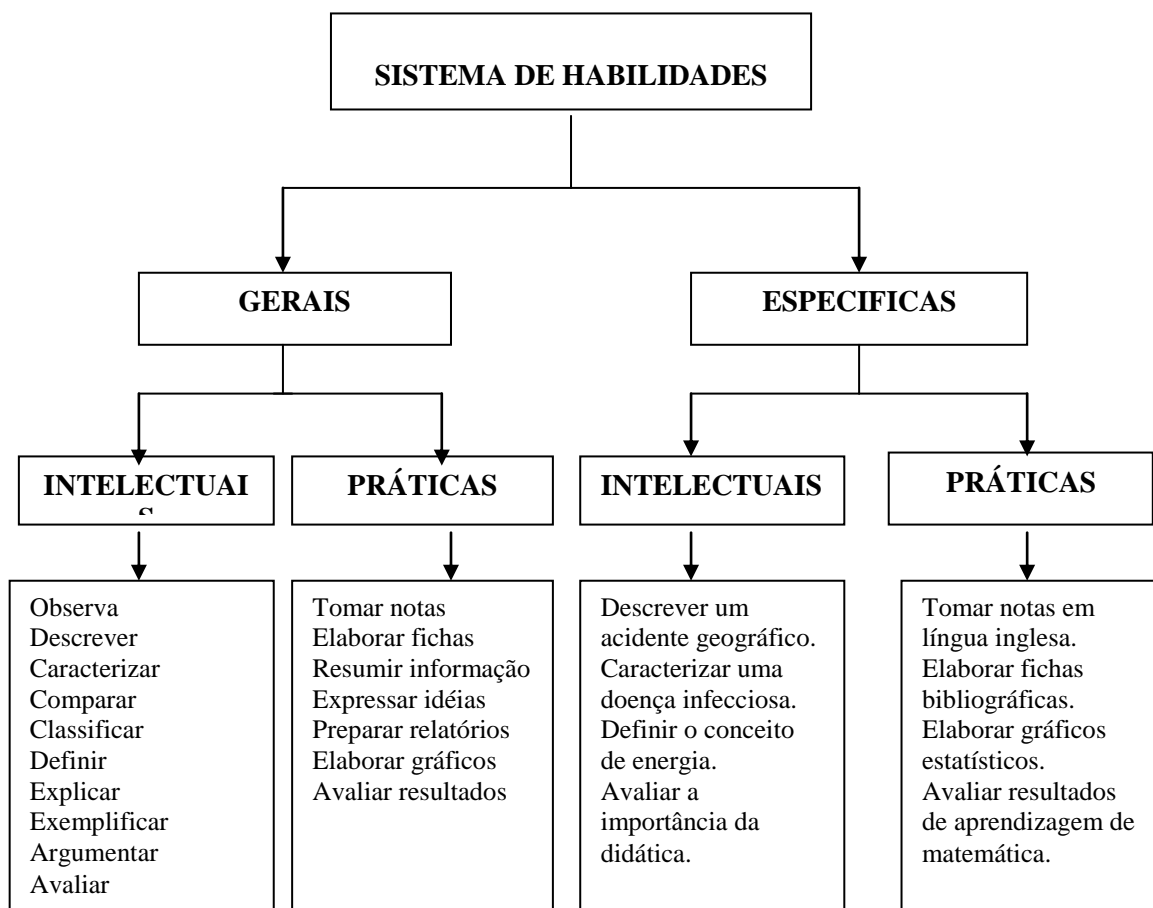 SISTEMA DE HABILIDADES
GERAIS
ESPECIFICAS
INTELECTUAI
S
PRÁTICAS
INTELECTUAIS
PRÁTICAS
Observa
Descrever
Caracterizar
Comparar
Classificar
Definir
Explicar
Exemplificar
Argumentar
Avaliar
Tomar notas
Elaborar fichas
Resumir informação
Expressar idéias
Preparar relatórios
Elaborar gráficos
Avaliar resultados
Descrever um
acidente geográfico.
Caracterizar uma
doença infecciosa.
Definir o conceito
de energia.
Avaliar a
importância da
didática.
Tomar notas em
língua inglesa.
Elaborar fichas
bibliográficas.
Elaborar gráficos
estatísticos.
Avaliar resultados
de aprendizagem de
matemática.